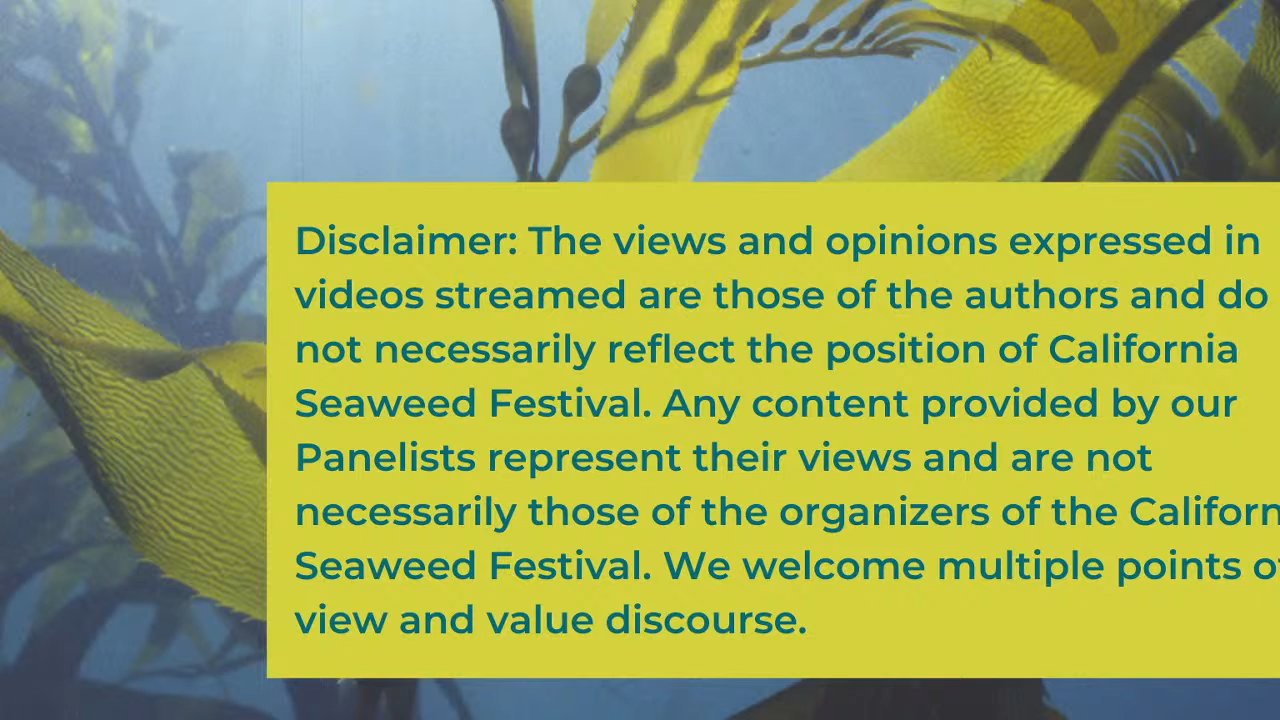 Disclaimer: The views and opinions expressed in
videos streamed are those of the authors and do
not necessarily reflect the position of California
Seaweed Festival. Any content provided by our
Panelists represent their views and are not
necessarily those of the organizers of the Californ
Seaweed Festival. We welcome multiple points of
view and value discourse.